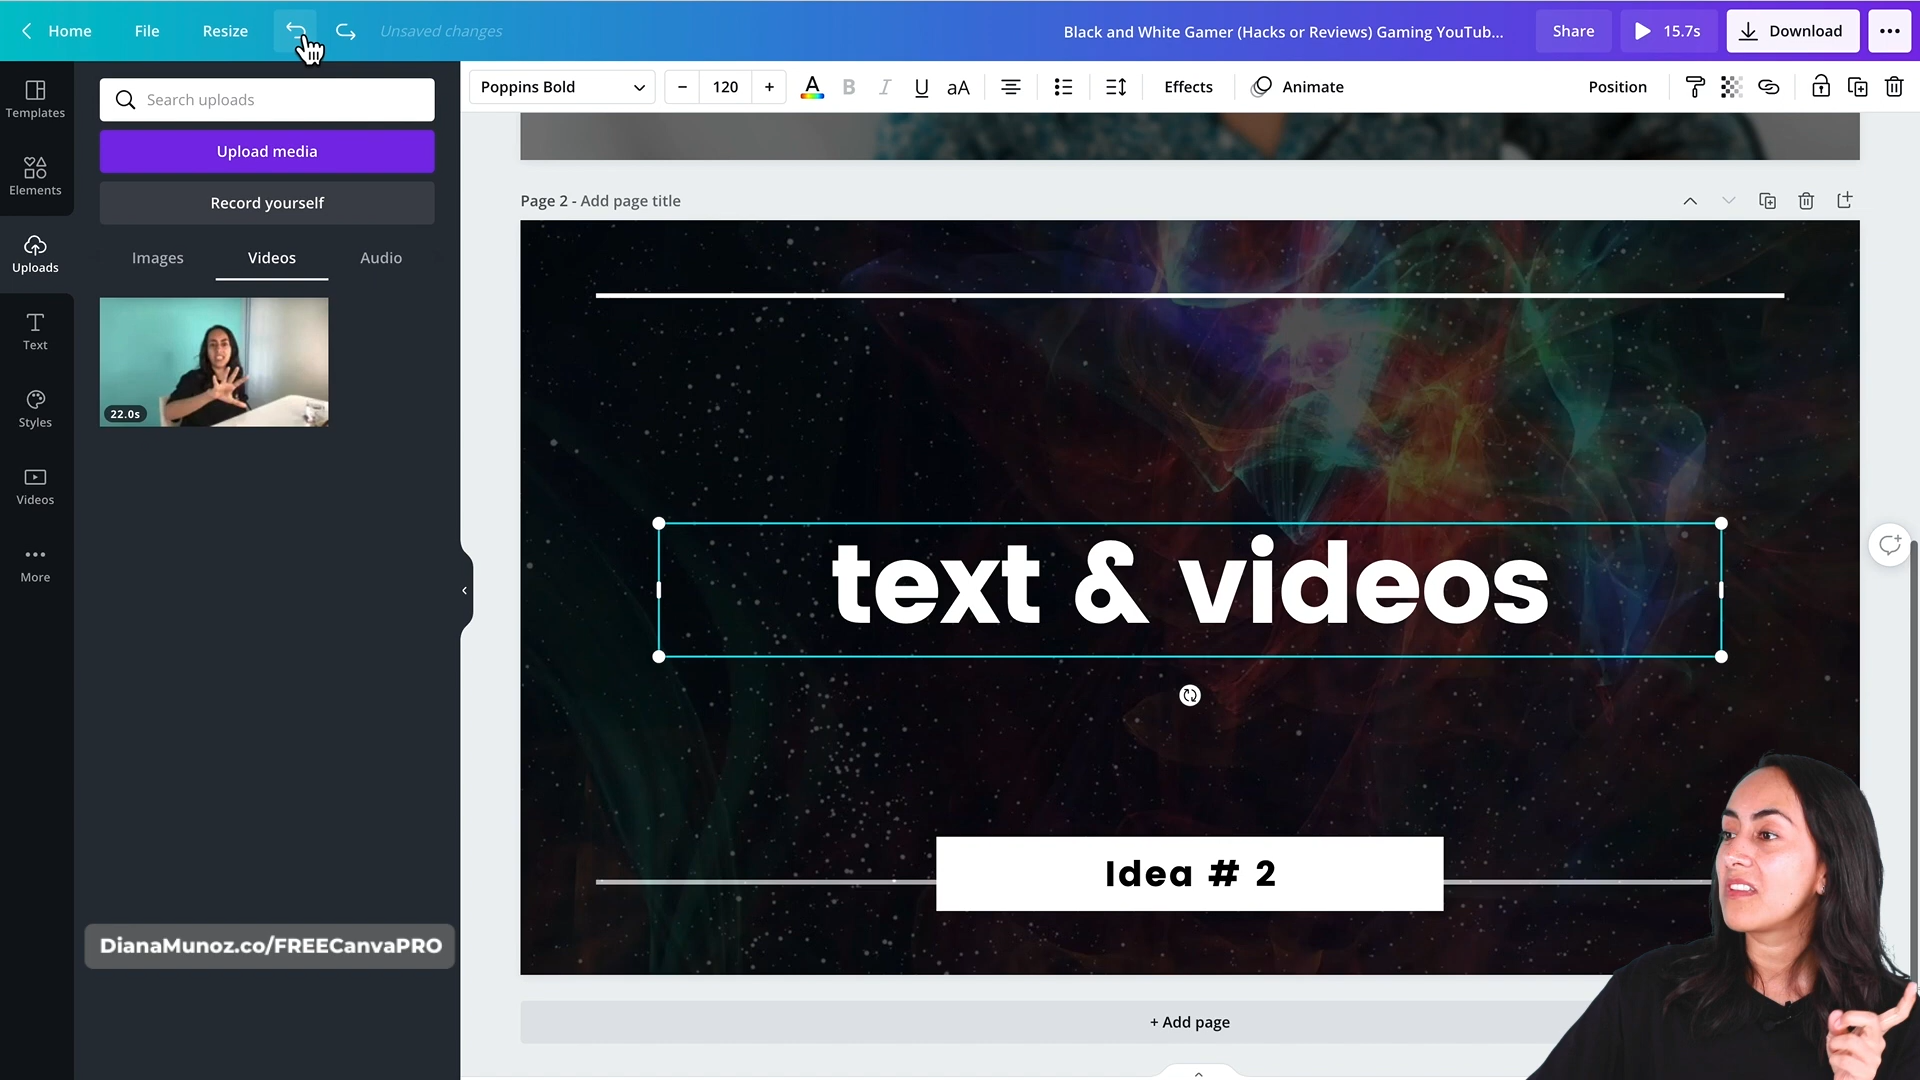 Home File Resize Unsaved changes Black and White Gamer (Hacks or Reviews) Gaming YouTub... Share 15.7s Download
Templates
Elements
Uploads
Text
Styles
Videos
More
Search uploads
Upload media
Record yourself
Images Videos Audio
22.0s
DianaMunoz.co/FREECanvaPRO
Poppins Bold 120 A B I U aA Effects Animate Position
Page 2 - Add page title
text & videos
Idea # 2
+ Add page